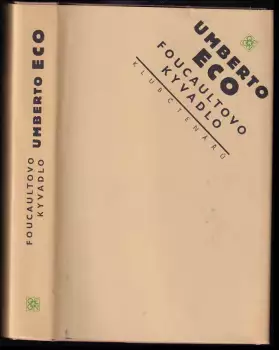 UMBERTO
ECO
FOUCAULTOVO
KYVADLO
KLUB ČTENÁŘŮ
FOUCAULTOVO
KYVADLO
UMBERTO ECO